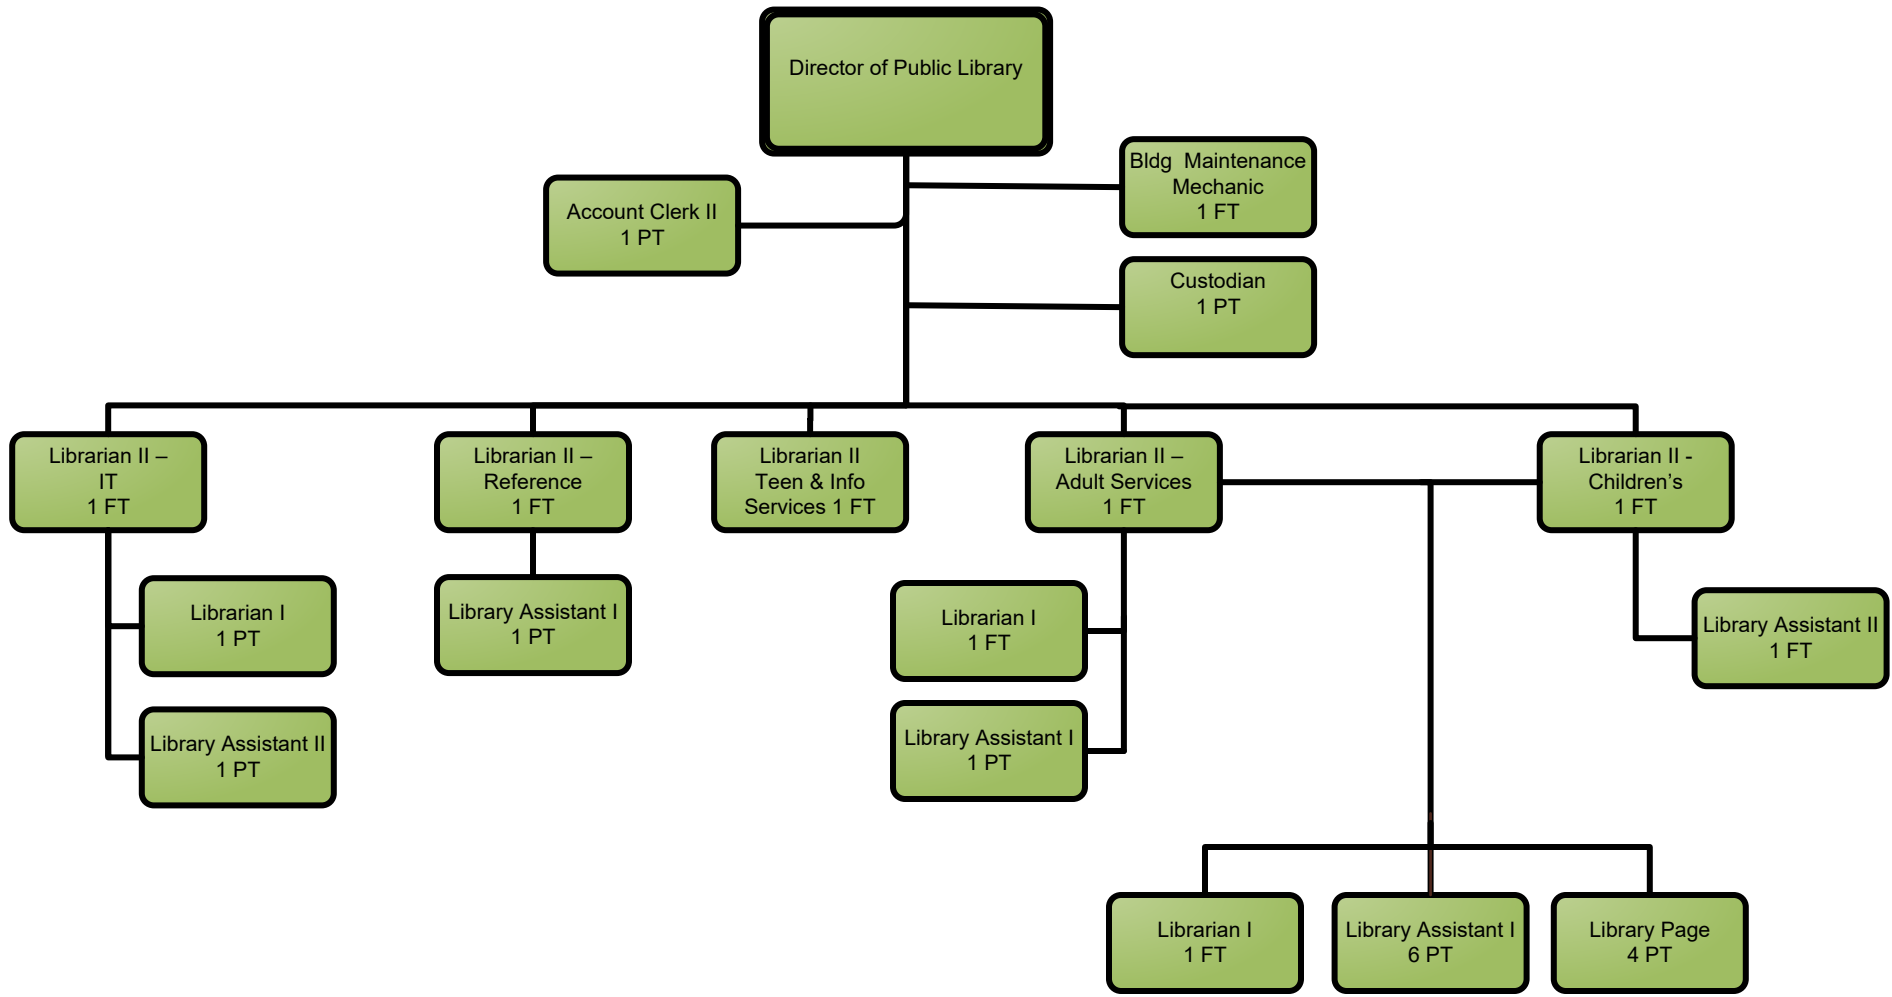 Director of Public Library
Bldg  Maintenance
Mechanic
1 FT
Account Clerk II
1 PT
Custodian
1 PT
Librarian II –
IT
1 FT
Librarian II –
Reference
1 FT
Librarian II
Teen & Info
Services 1 FT
Librarian II –
Adult Services
1 FT
Librarian II -
Children’s
1 FT
Librarian I
1 PT
Library Assistant I
1 PT
Librarian I
1 FT
Library Assistant II
1 FT
Library Assistant II
1 PT
Library Assistant I
1 PT
Librarian I
1 FT
Library Assistant I
6 PT
Library Page
4 PT